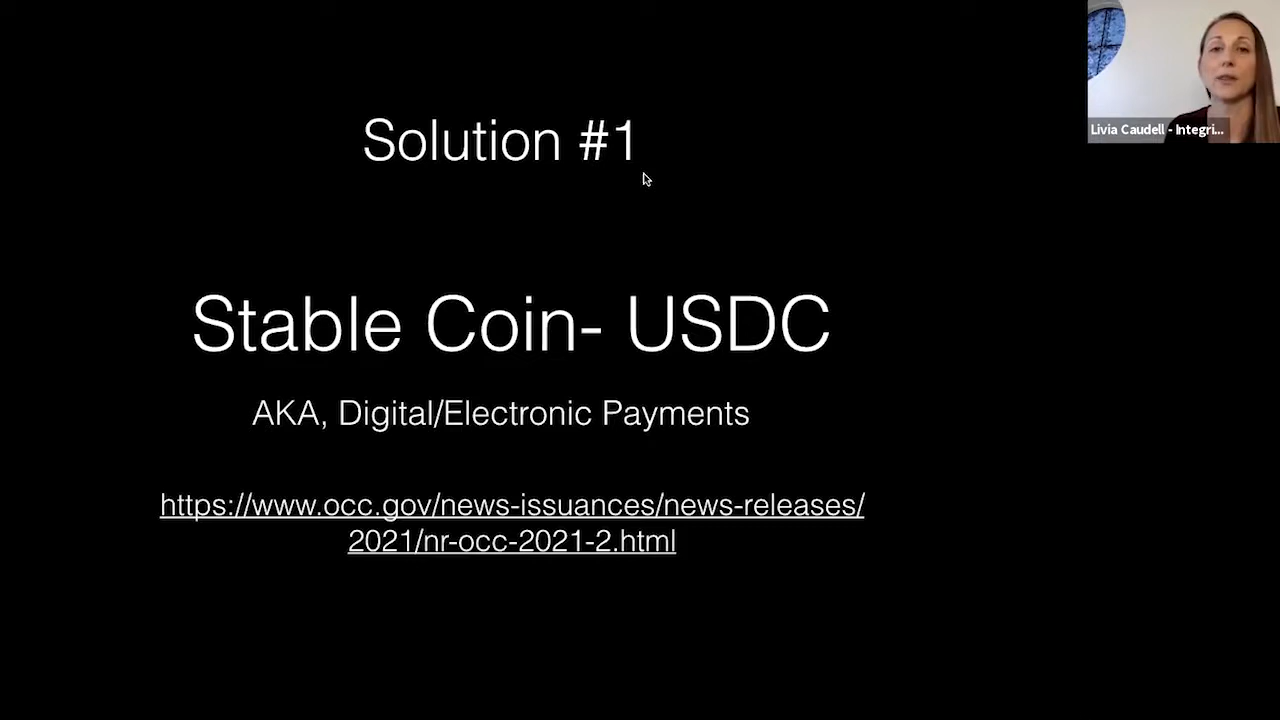 Solution #1
Stable Coin- USDC
AKA, Digital/Electronic Payments
https://www.occ.gov/news-issuances/news-releases/
2021/nr-occ-2021-2.html
Livia Caudell - Integri...